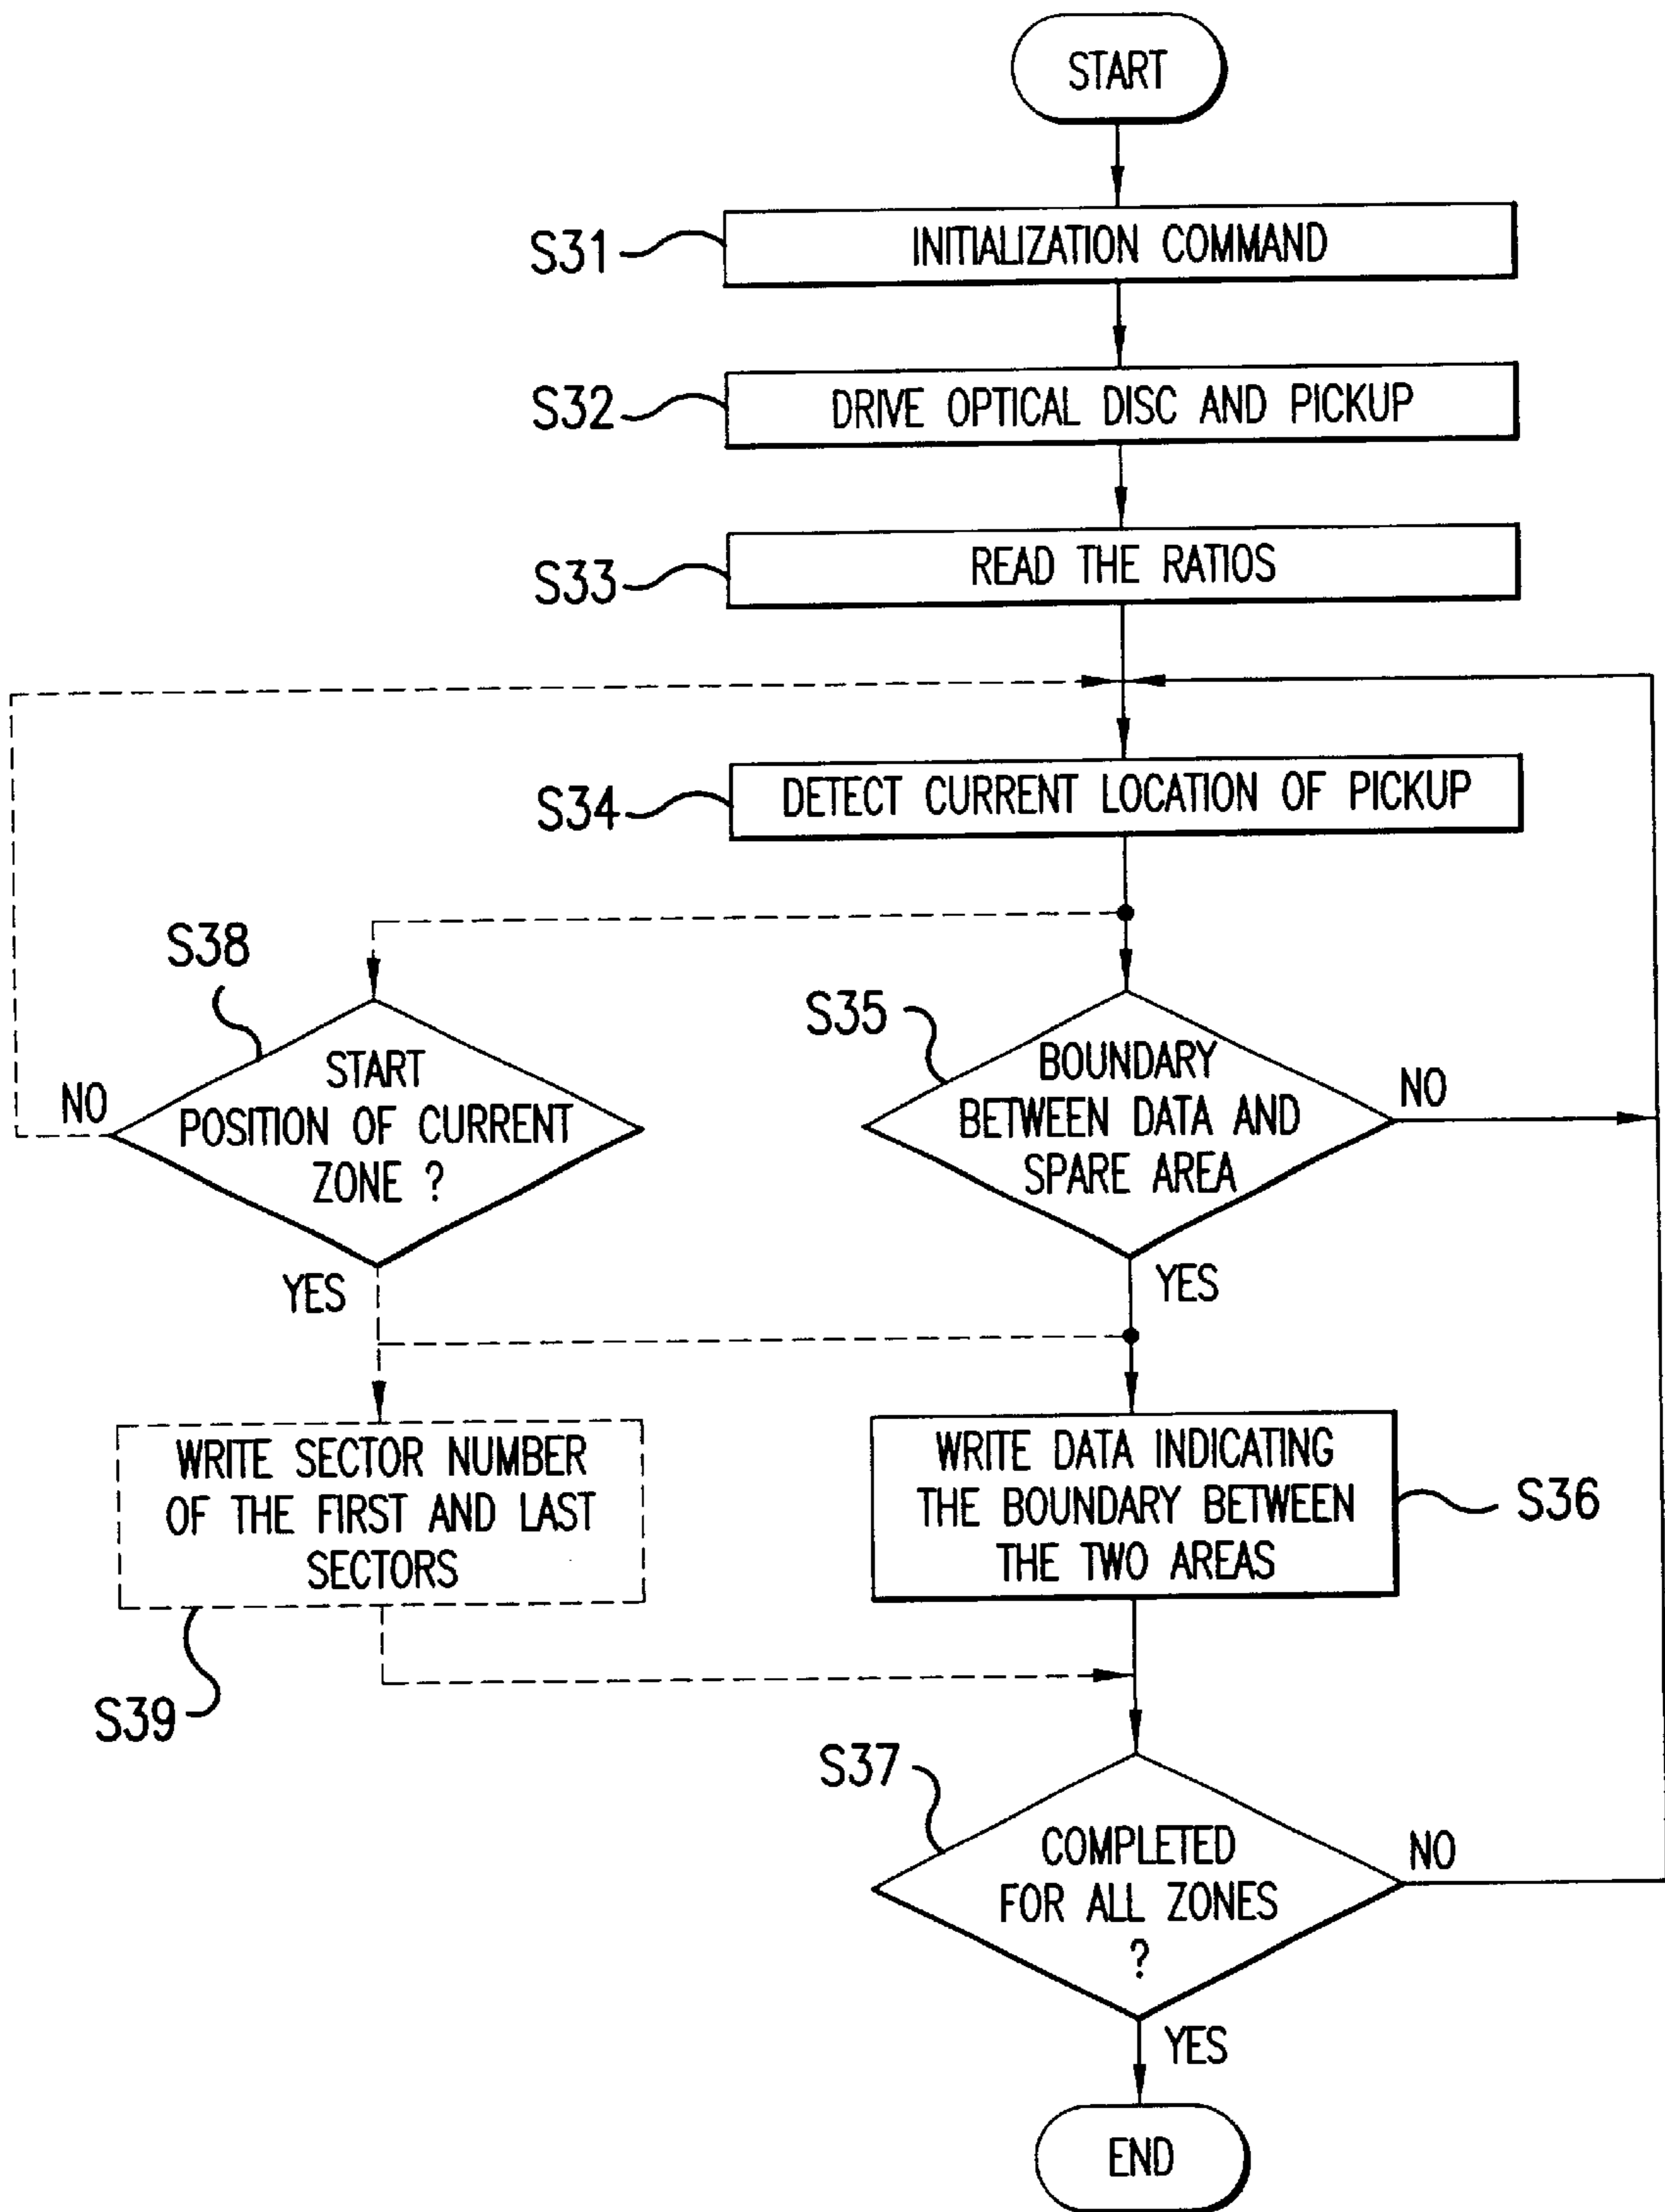 START
S31
INITIALIZATION COMMAND
S32
DRIVE OPTICAL DISC AND PICKUP
S33
READ THE RATIOS
S34
DETECT CURRENT LOCATION OF PICKUP
S38
START
POSITION OF CURRENT
ZONE ?
NO
YES
S35
BOUNDARY
BETWEEN DATA AND
SPARE AREA
NO
YES
WRITE SECTOR NUMBER
OF THE FIRST AND LAST
SECTORS
S39
WRITE DATA INDICATING
THE BOUNDARY BETWEEN
THE TWO AREAS
S36
S37
COMPLETED
FOR ALL ZONES
?
NO
YES
END